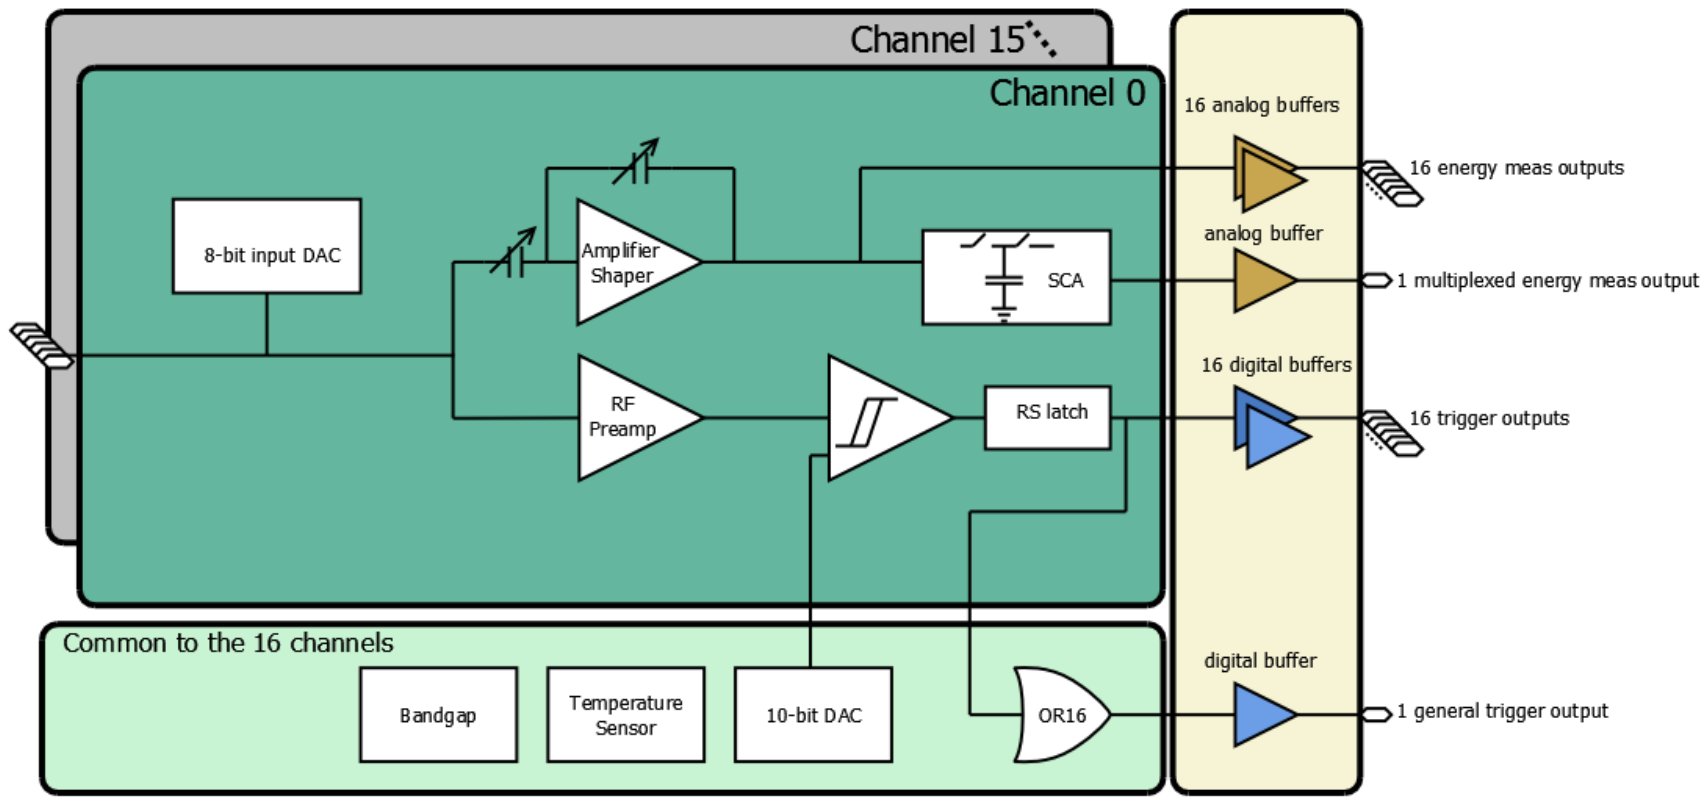 Channel 15
Channel 0
16 analog buffers
16 energy meas outputs
8-bit input DAC
Amplifier
Shaper
analog buffer
SCA
1 multiplexed energy meas output
16 digital buffers
RF
Preamp
RS latch
16 trigger outputs
Common to the 16 channels
digital buffer
Bandgap
Temperature
Sensor
10-bit DAC
OR16
1 general trigger output